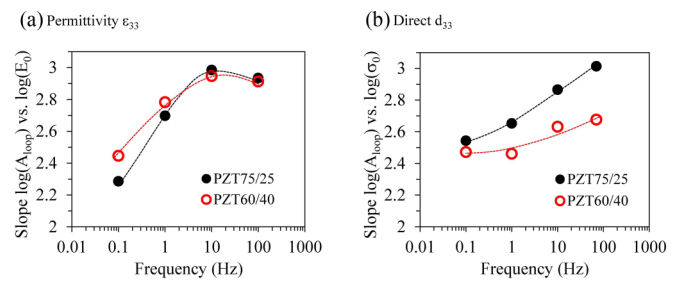 (a) Permittivity ε33
Slope log(Aloop) vs. log(E0)
3
2.8
2.6
2.4
2.2
2
0.01 0.1 1 10 100 1000
Frequency (Hz)
PZT75/25
PZT60/40
(b) Direct d33
Slope log(Aloop) vs. log(σ0)
3
2.8
2.6
2.4
2.2
2
0.01 0.1 1 10 100 1000
Frequency (Hz)
PZT75/25
PZT60/40